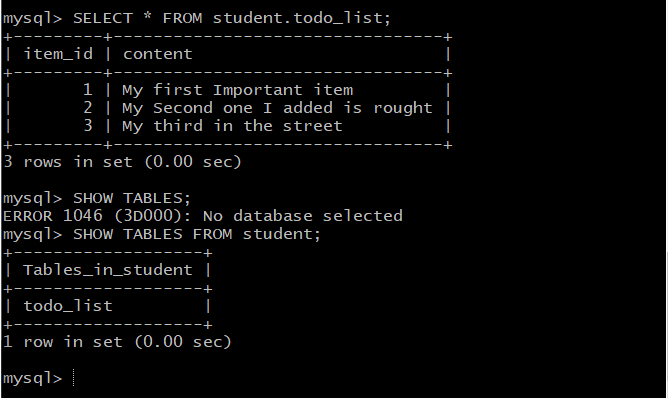 mysql> SELECT * FROM student.todo_list;
+---------+---------------------------------+
| item_id | content                         |
+---------+---------------------------------+
|       1 | My first Important item         |
|       2 | My Second one I added is rought |
|       3 | My third in the street          |
+---------+---------------------------------+
3 rows in set (0.00 sec)

mysql> SHOW TABLES;
ERROR 1046 (3D000): No database selected
mysql> SHOW TABLES FROM student;
+-------------------+
| Tables_in_student |
+-------------------+
| todo_list         |
+-------------------+
1 row in set (0.00 sec)

mysql>